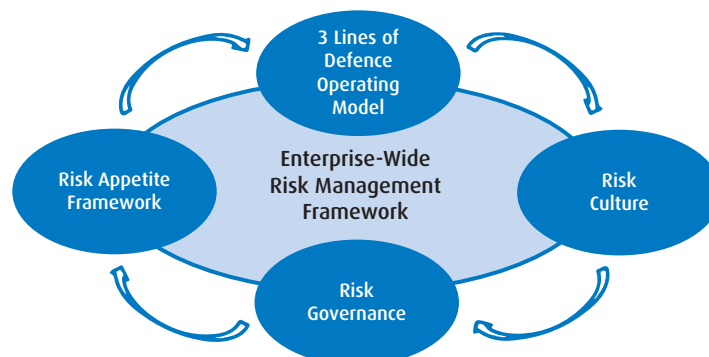 3 Lines of
Defence
Operating
Model
Enterprise-Wide
Risk Management
Framework
Risk Appetite
Framework
Risk
Culture
Risk
Governance